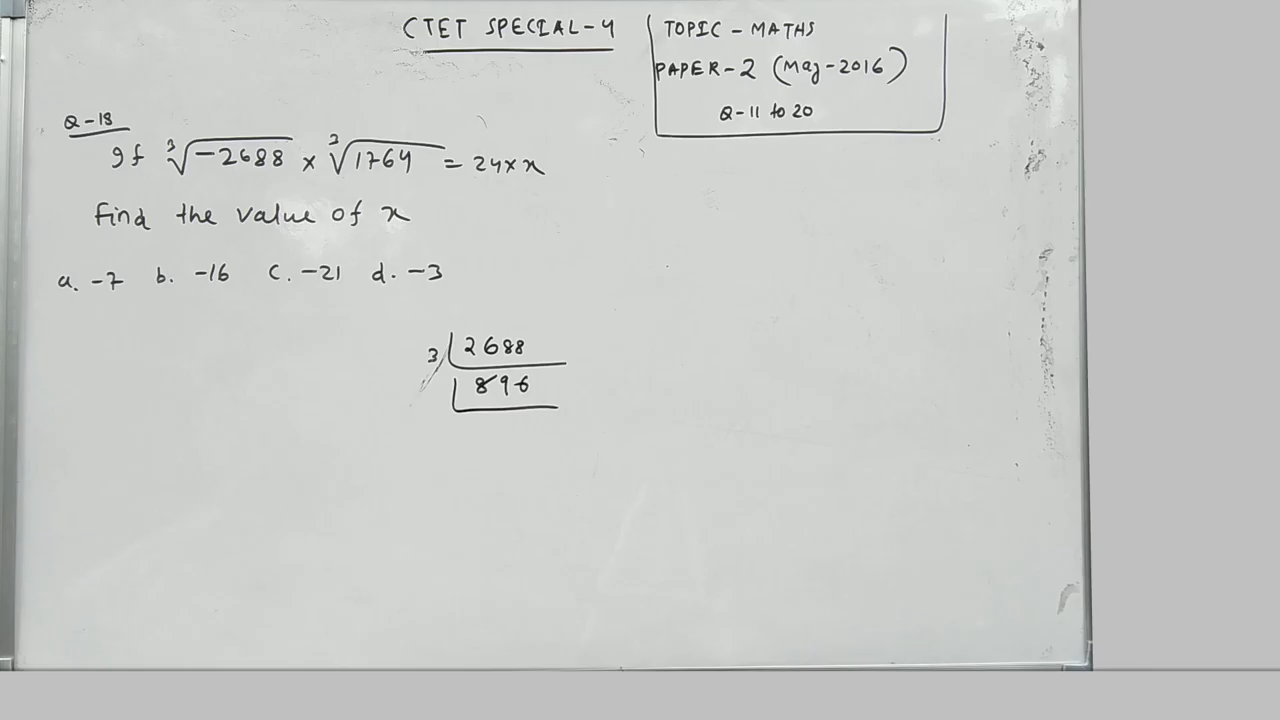 CTET SPECIAL-4
TOPIC - MATHS
PAPER-2 (May-2016)
Q-11 to 20
Q-18
If ∛-2688 × ∛1764 = 24×x
Find the value of x
a. -7 b. -16 c. -21 d. -3
3 2688
896